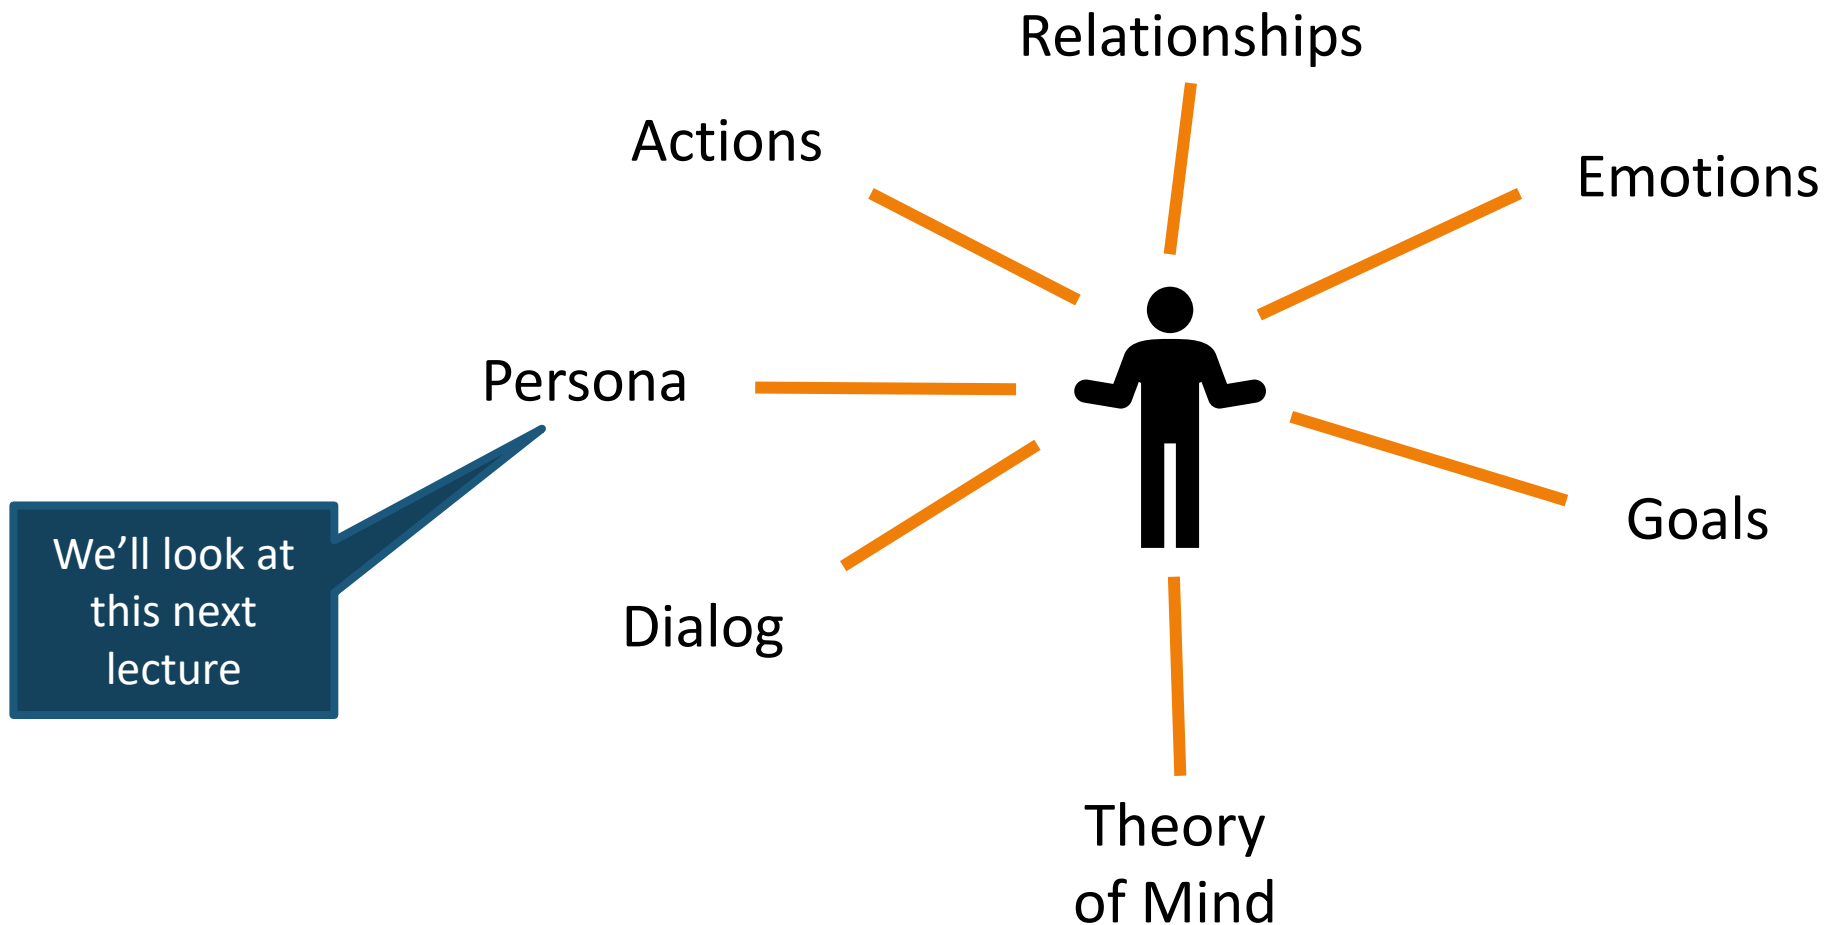 Relationships
Actions
Emotions
Persona
Goals
We’ll look at
this next
lecture
Dialog
Theory
of Mind